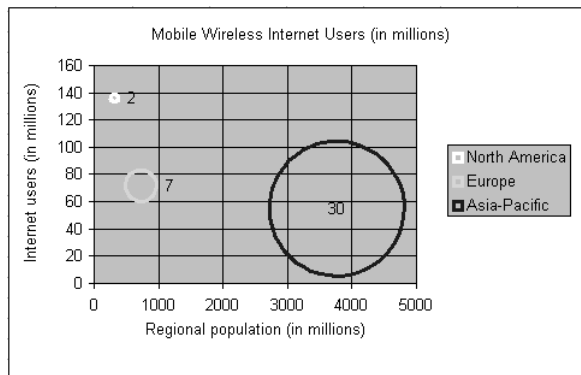 Mobile Wireless Internet Users (in millions)
160
140
120
100
80
60
40
20
0
Internet users (in millions)
2
7
30
0 1000 2000 3000 4000 5000
Regional population (in millions)
North America
Europe
Asia-Pacific